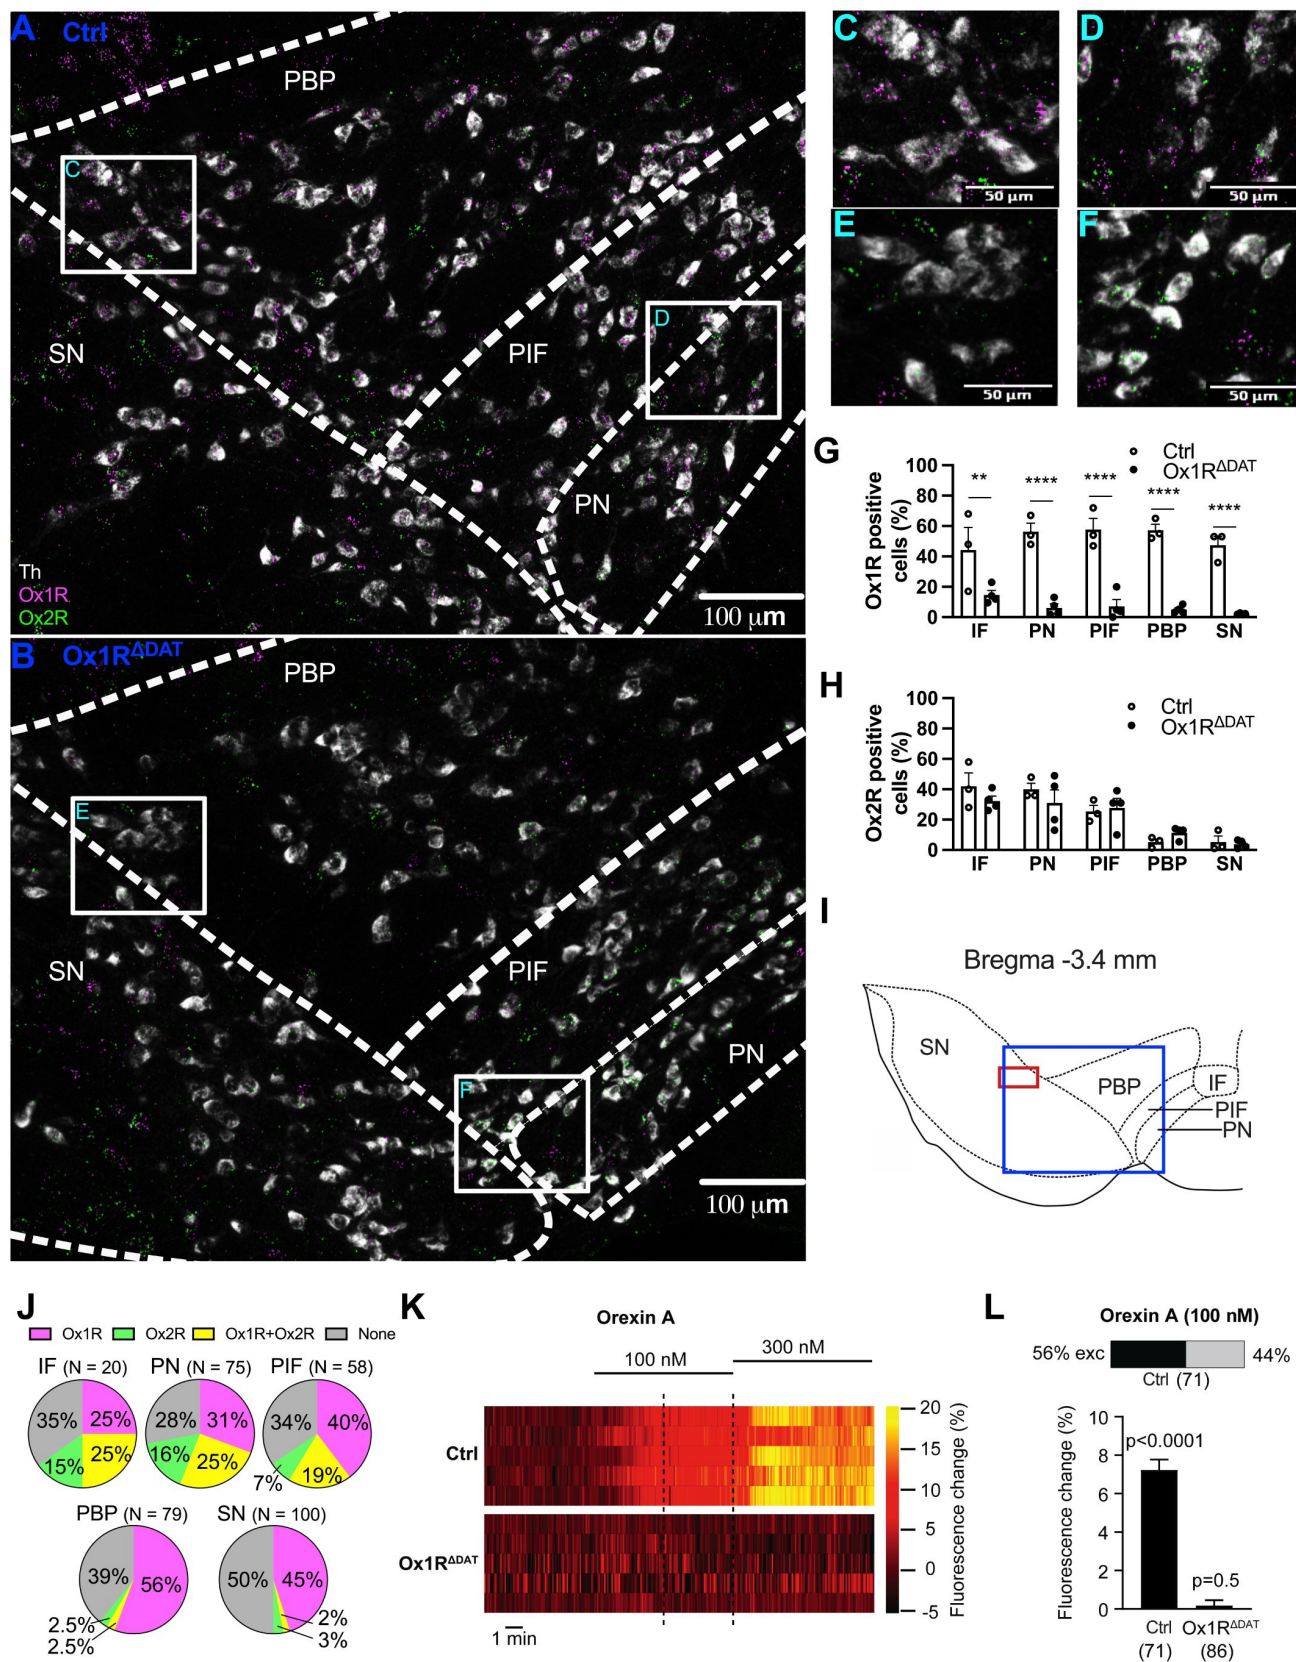 A Ctrl
PBP
C
D
SN
PIF
PN
Th
Ox1R
Ox2R
100 μm
B Ox1RΔDAT
PBP
E
SN
PIF
PN
F
100 μm
C
50 μm
D
50 μm
E
50 μm
F
50 μm
G
Ctrl
Ox1RΔDAT
Ox1R positive
cells (%)
100
80
60
40
20
0
** **** **** **** ****
IF PN PIF PBP SN
H
Ctrl
Ox1RΔDAT
Ox2R positive
cells (%)
100
80
60
40
20
0
IF PN PIF PBP SN
I
Bregma -3.4 mm
SN
PBP
IF
PIF
PN
J
Ox1R Ox2R Ox1R+Ox2R None
IF (N = 20) PN (N = 75) PIF (N = 58)
35% 25% 15% 25%
28% 31% 16% 25%
34% 40% 7% 19%
PBP (N = 79) SN (N = 100)
39% 56% 2.5% 2.5%
50% 45% 2% 3%
K
Orexin A
100 nM 300 nM
Ctrl
Ox1RΔDAT
1 min
20
15
10
5
0
-5
Fluorescence change (%)
L
Orexin A (100 nM)
56% exc 44%
Ctrl (71)
Fluorescence change (%)
10
8
6
4
2
0
p<0.0001
p=0.5
Ctrl Ox1RΔDAT
(71) (86)